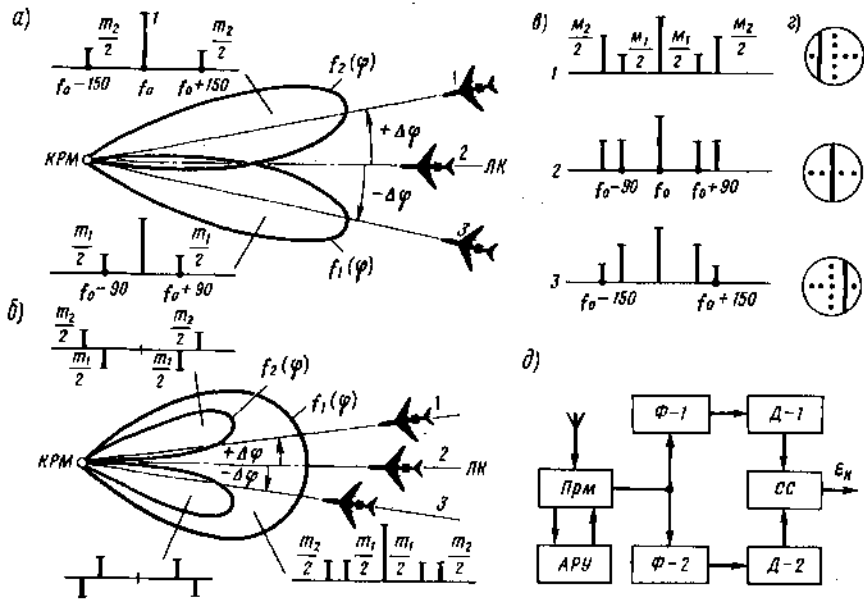 а)
m2/2
1
m2/2
f0-150
f0
f0+150
f2(φ)
1
+Δφ
КРМ
2
ЛК
-Δφ
3
f1(φ)
m1/2
m1/2
f0-90
f0+90
б)
m2/2
m2/2
m1/2
m1/2
f2(φ)
f1(φ)
1
+Δφ
КРМ
2
ЛК
-Δφ
3
m2/2
m1/2
m1/2
m2/2
в)
M2/2
M1/2
M1/2
M2/2
1
2
f0-90
f0
f0+90
3
f0-150
f0+150
г)
д)
Ф-1
Д-1
Прм
СС
εк
АРУ
Ф-2
Д-2